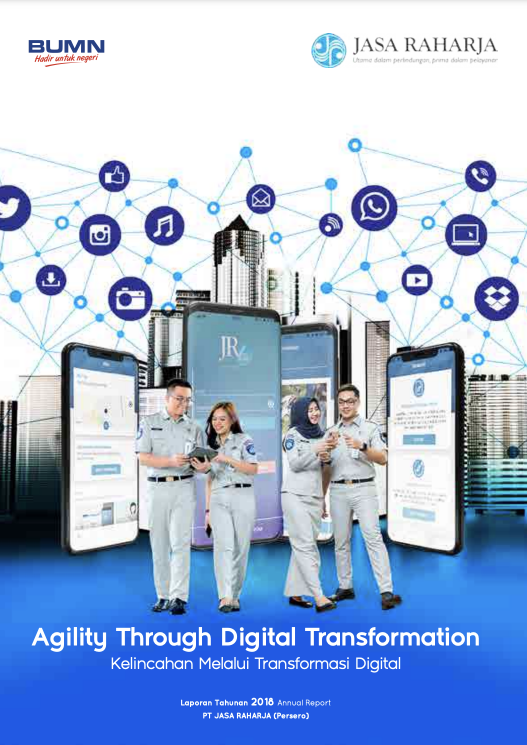 BUMN
Hadir untuk negeri
JASA RAHARJA
Utama dalam perlindungan, prima dalam pelayanan
JR
Agility Through Digital Transformation
Kelincahan Melalui Transformasi Digital
Laporan Tahunan 2018 Annual Report
PT JASA RAHARJA (Persero)